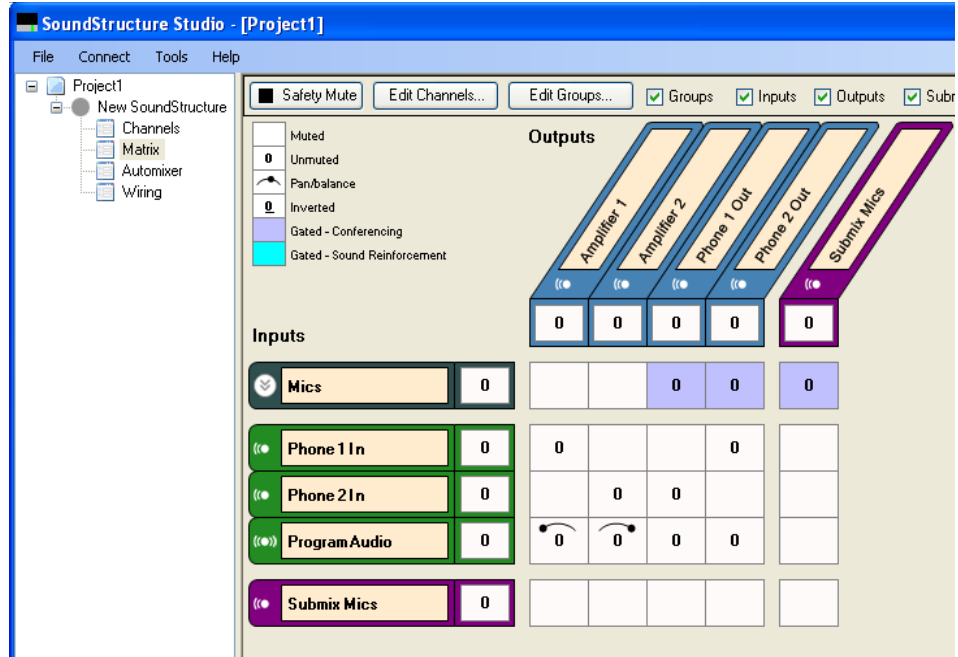 SoundStructure Studio - [Project1]
File Connect Tools Help
Project1
New SoundStructure
Channels
Matrix
Automixer
Wiring
Safety Mute Edit Channels... Edit Groups... Groups Inputs Outputs Subm
Muted
0 Unmuted
Pan/balance
0 Inverted
Gated - Conferencing
Gated - Sound Reinforcement
Outputs
Amplifier 1
Amplifier 2
Phone 1 Out
Phone 2 Out
Submix Mics
0 0 0 0 0
Inputs
Mics 0 0 0 0
Phone 1 In 0 0 0
Phone 2 In 0 0 0
Program Audio 0 0 0 0 0
Submix Mics 0